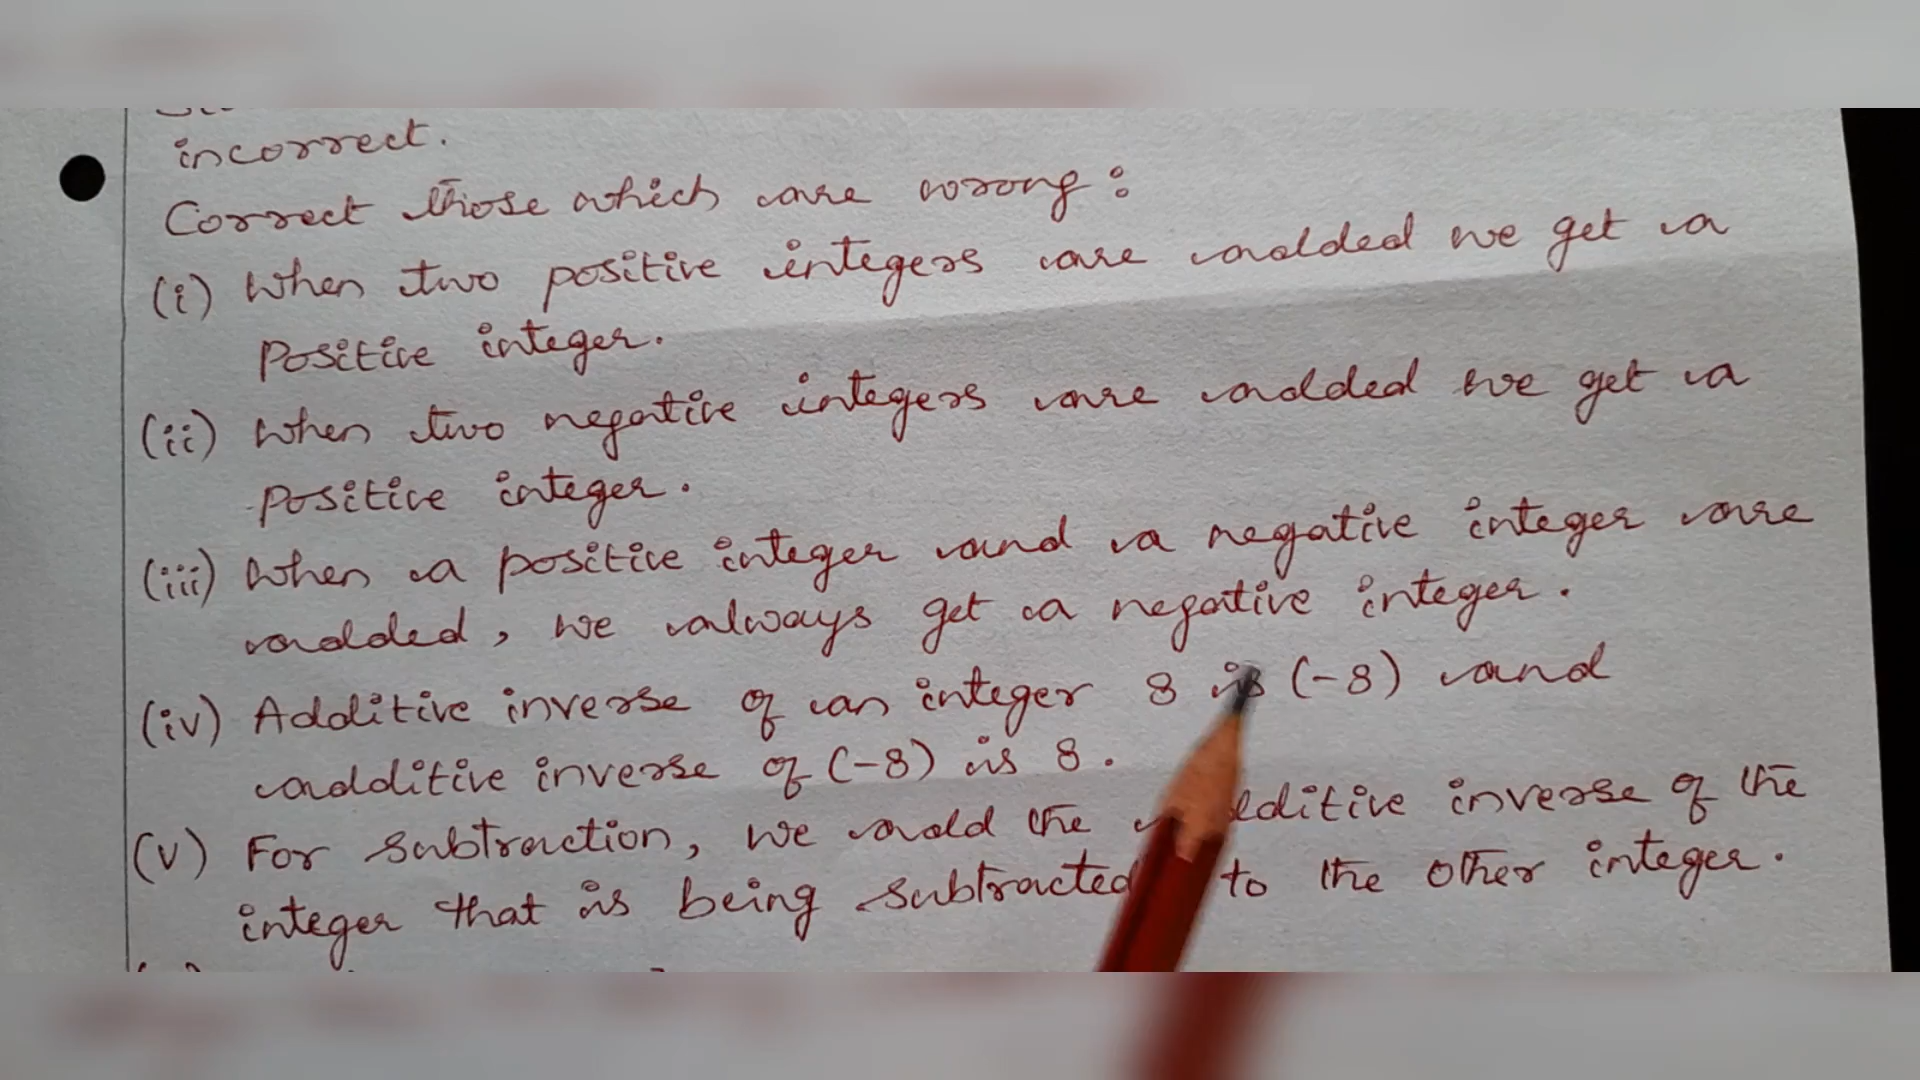 incorrect.
Correct those which are wrong:
(i) When two positive integers are added we get a
Positive integer.
(ii) When two negative integers are added we get a
positive integer.
(iii) When a positive integer and a negative integer are
added, we always get a negative integer.
(iv) Additive inverse of an integer 8 is (-8) and
additive inverse of (-8) is 8.
(v) For subtraction, we add the additive inverse of the
integer that is being subtracted to the other integer.